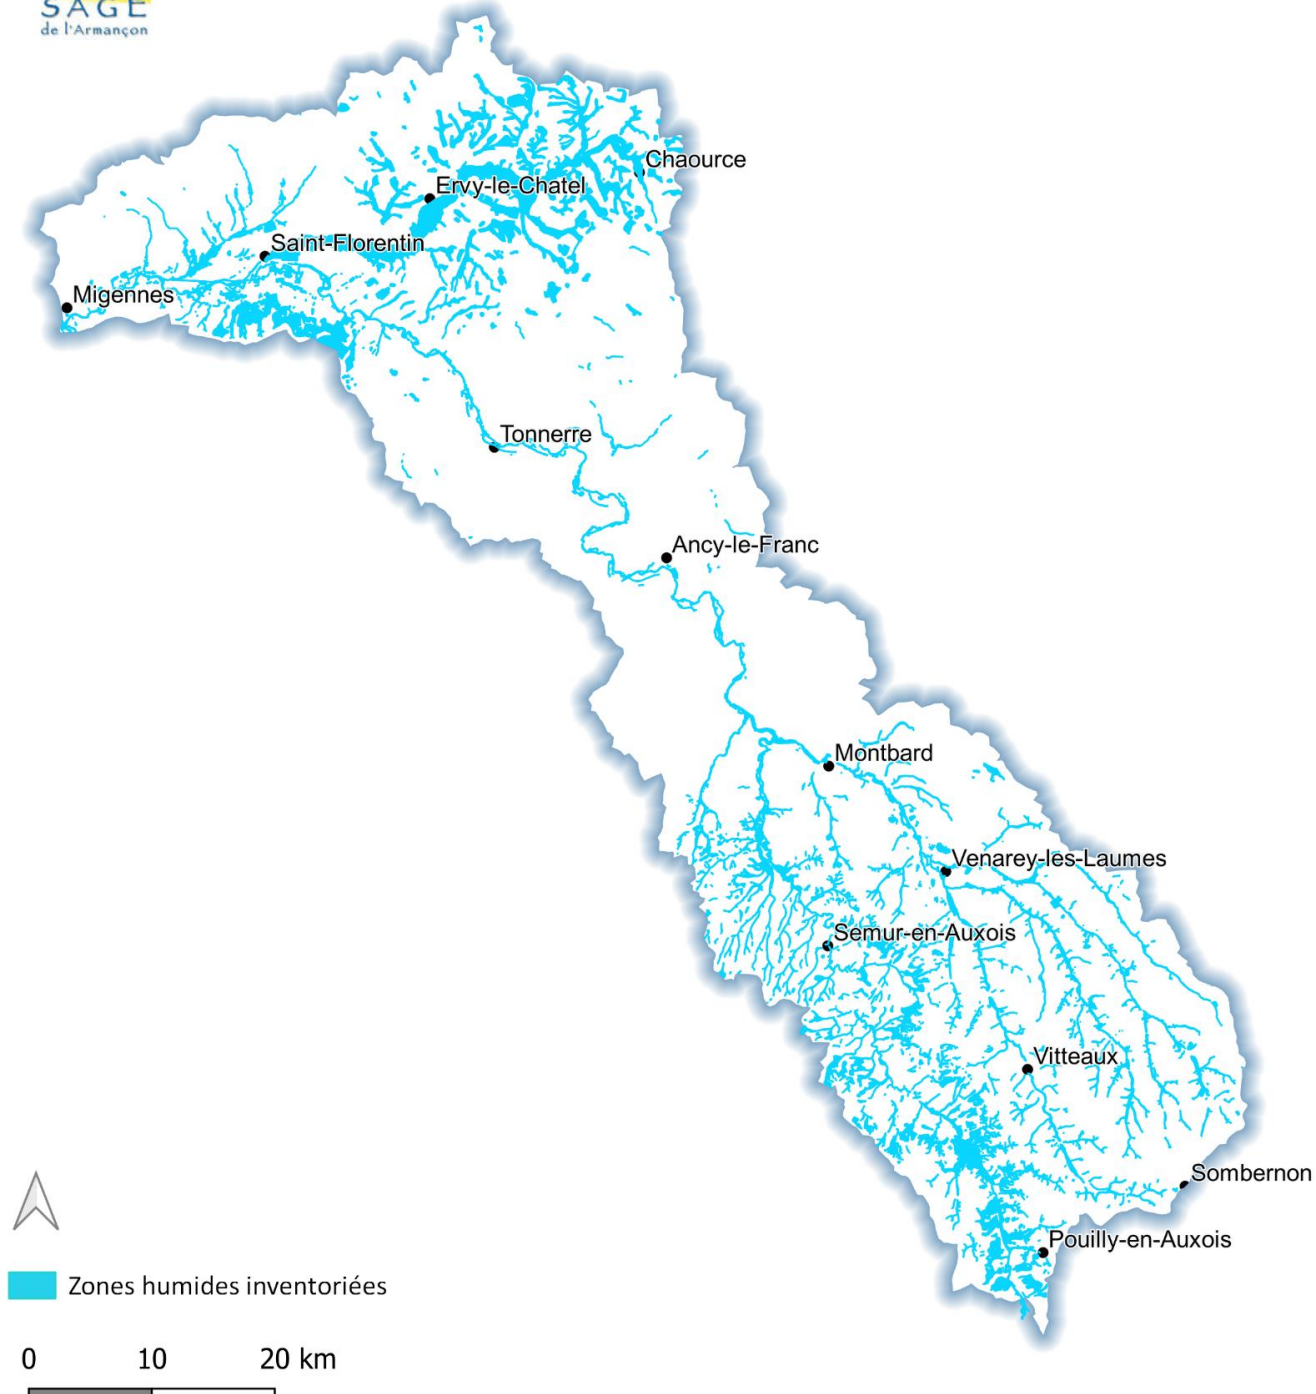 SAGE
de l'Armançon
Chaource
Ervy-le-Chatel
Saint-Florentin
Migennes
Tonnerre
Ancy-le-Franc
Montbard
Venarey-les-Laumes
Semur-en-Auxois
Vitteaux
Sombernon
Pouilly-en-Auxois
Zones humides inventoriées
0 10 20 km